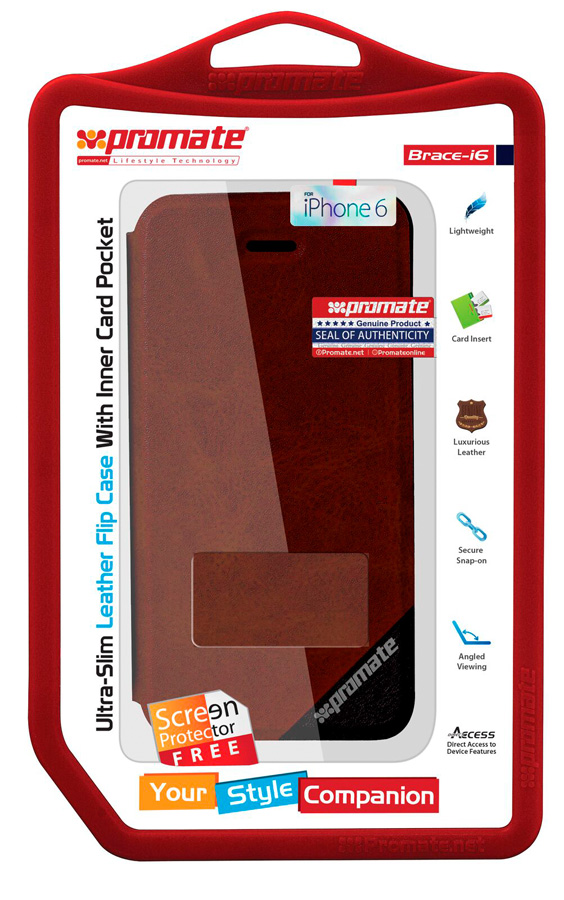 promate
promate®
promate.net Lifestyle Technology
Brace-i6
FOR
iPhone 6
Ultra-Slim Leather Flip Case With Inner Card Pocket
Lightweight
promate
★★★★★ Genuine Product ★
SEAL OF AUTHENTICITY
Promate.net | Promateonline
Card Insert
Quality
Luxurious
Leather
Secure
Snap-on
Angled
Viewing
promate
Screen
Protector
FREE
Access
Direct Access to
Device Features
promate
Your Style Companion
Promate.net